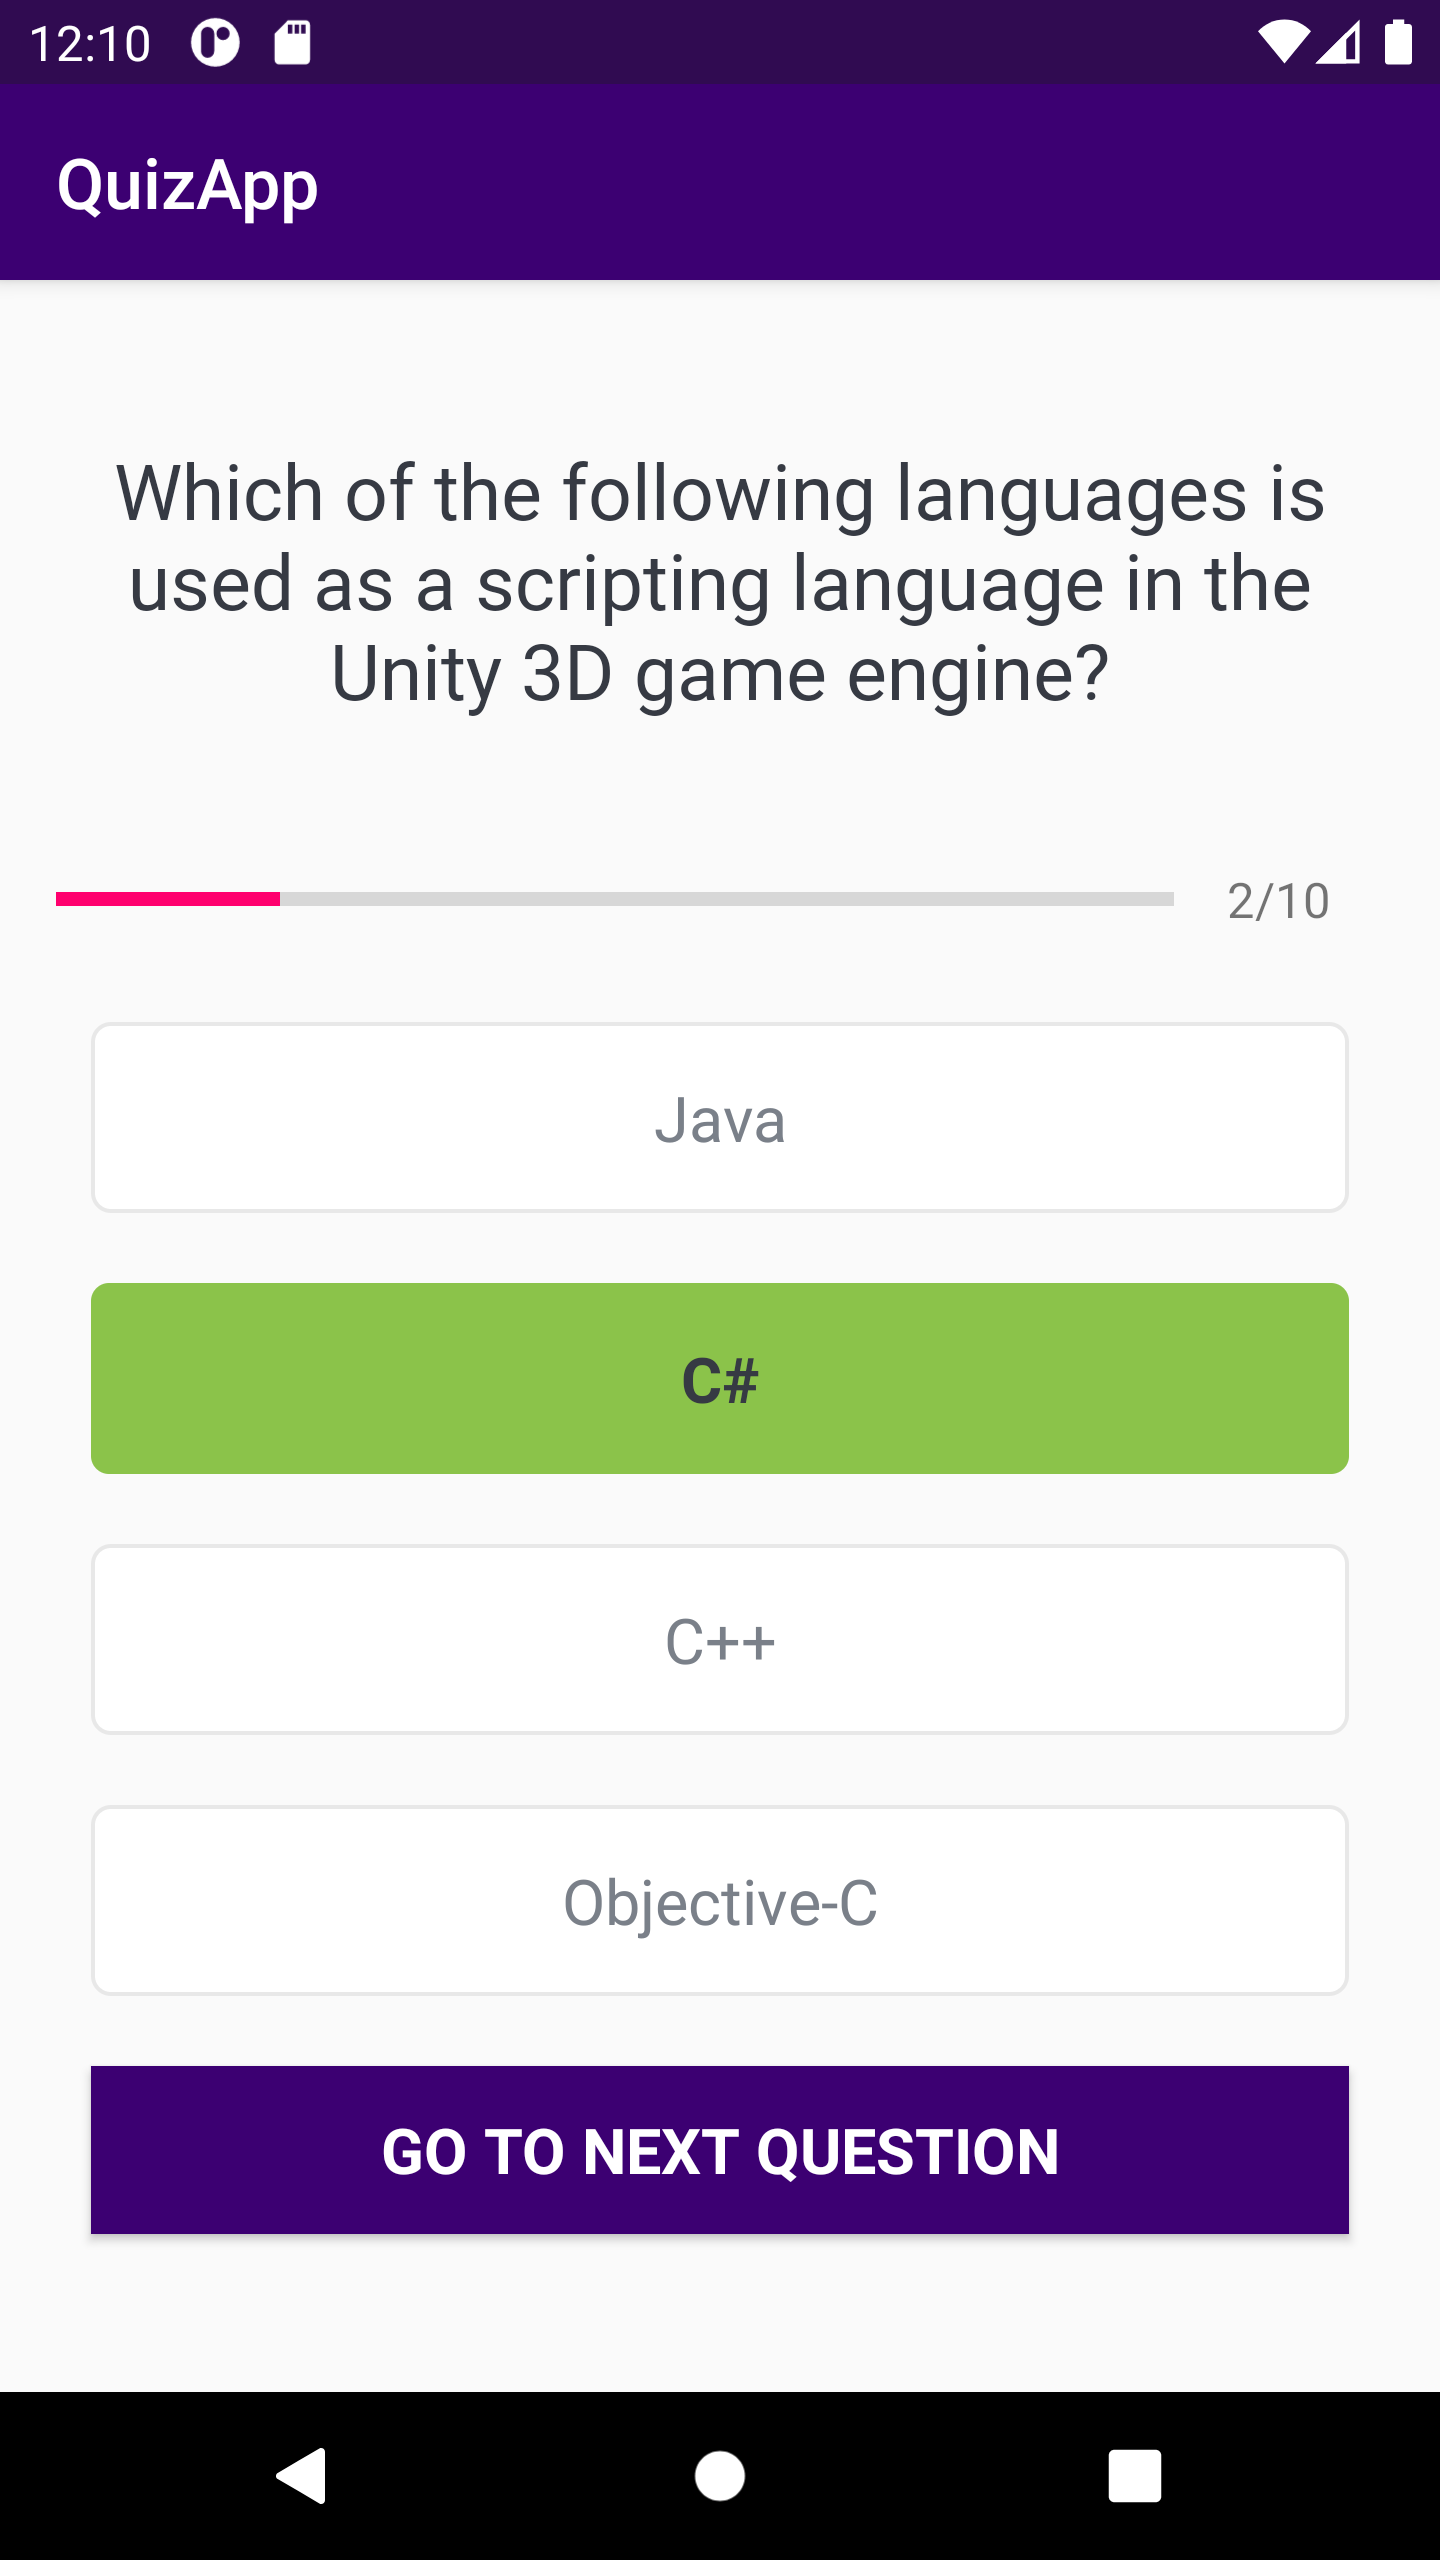 12:10
QuizApp
Which of the following languages is
used as a scripting language in the
Unity 3D game engine?
2/10
Java
C#
C++
Objective-C
GO TO NEXT QUESTION